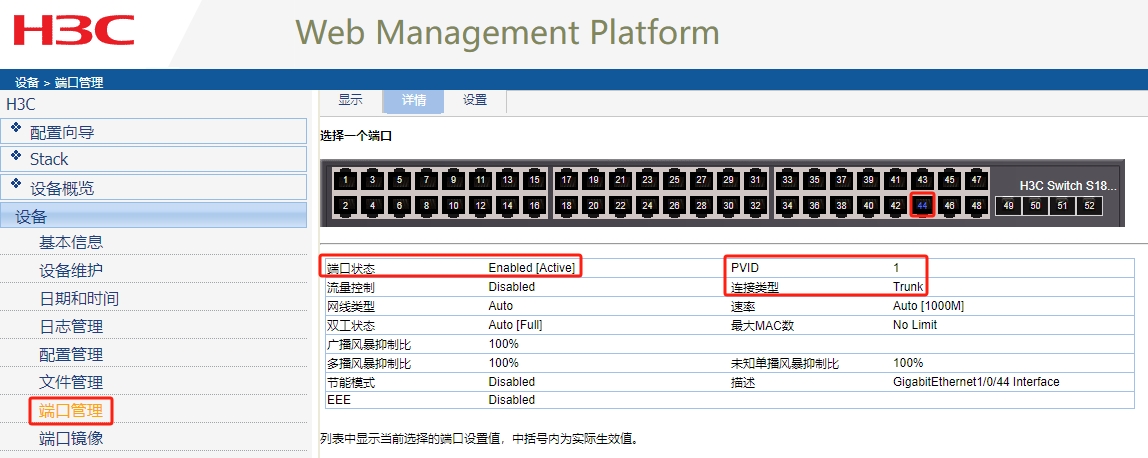 H3C
Web Management Platform
设备 > 端口管理
H3C
配置向导
Stack
设备概览
设备
基本信息
设备维护
日期和时间
日志管理
配置管理
文件管理
端口管理
端口镜像
显示 详情 设置
选择一个端口
1 3 5 7 9 11 13 15 17 19 21 23 25 27 29 31 33 35 37 39 41 43 45 47
H3C Switch S18...
2 4 6 8 10 12 14 16 18 20 22 24 26 28 30 32 34 36 38 40 42 44 46 48 49 50 51 52
端口状态 Enabled [Active] PVID 1
流量控制 Disabled 连接类型 Trunk
网线类型 Auto 速率 Auto [1000M]
双工状态 Auto [Full] 最大MAC数 No Limit
广播风暴抑制比 100%
多播风暴抑制比 100% 未知单播风暴抑制比 100%
节能模式 Disabled 描述 GigabitEthernet1/0/44 Interface
EEE Disabled
列表中显示当前选择的端口设置值，中括号内为实际生效值。